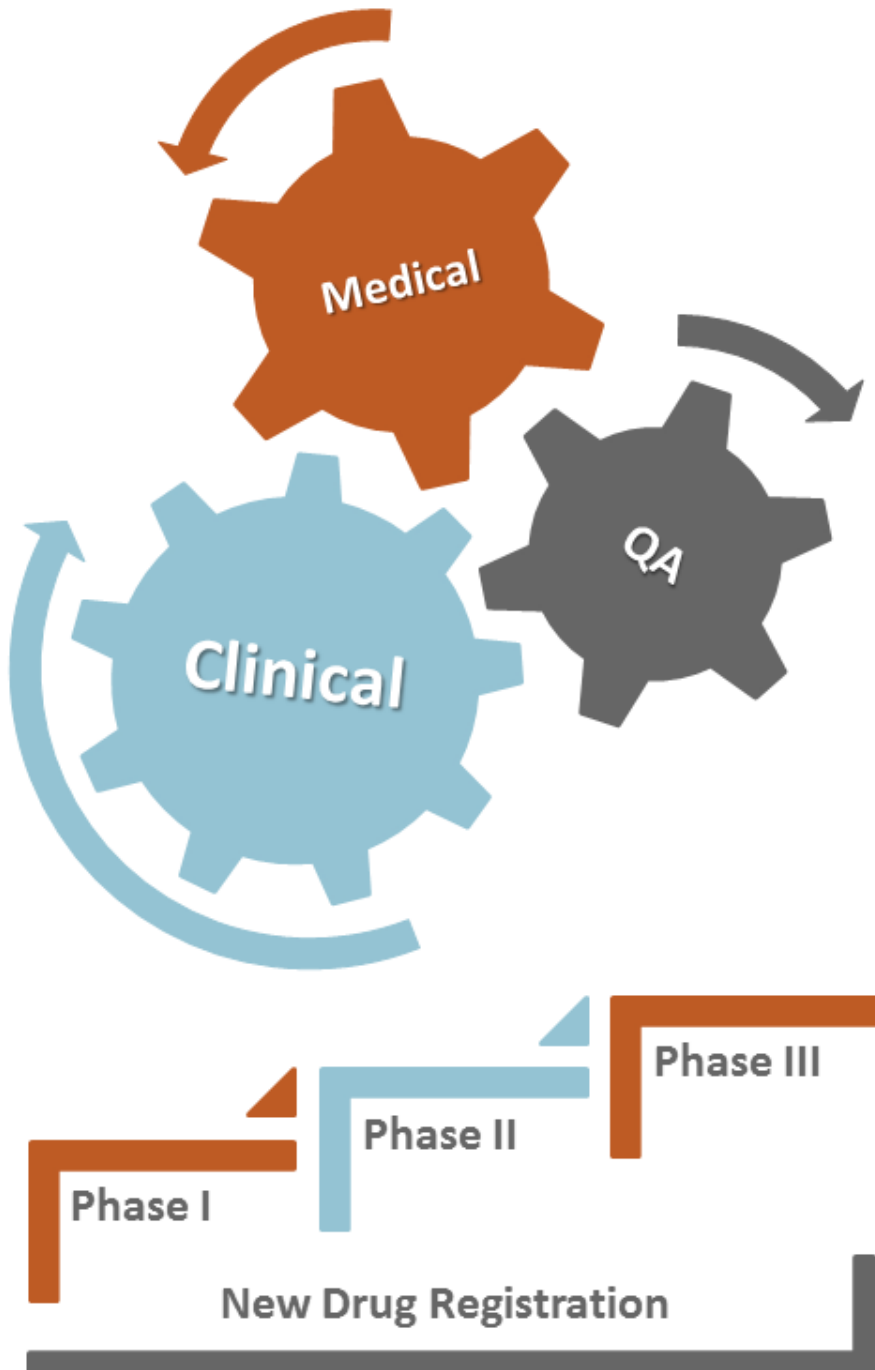 Medical
QA
Clinical
Phase III
Phase II
Phase I
New Drug Registration